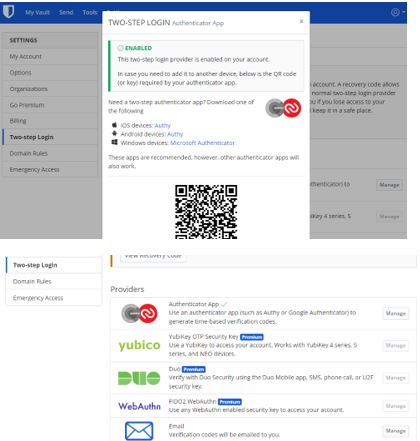 My Vault Send Tools
TWO-STEP LOGIN Authenticator App ×
SETTINGS
My Account
Options
Organizations
Go Premium
Billing
Two-step Login
Domain Rules
Emergency Access
ENABLED
This two-step login provider is enabled on your account.
In case you need to add it to another device, below is the QR code
(or key) required by your authenticator app.
Need a two-step authenticator app? Download one of
the following
iOS devices: Authy
Android devices: Authy
Windows devices: Microsoft Authenticator
These apps are recommended, however, other authenticator apps will
also work.
account. A recovery code allows
normal two-step login provider
you if you lose access to your
keep it in a safe place.
thenticator) to
Manage
YubiKey 4 series, 5
Manage
Two-step Login
Domain Rules
Emergency Access
View Recovery Code
Providers
Authenticator App
Use an authenticator app (such as Authy or Google Authenticator) to
generate time-based verification codes.
Manage
yubico
YubiKey OTP Security Key Premium
Use a YubiKey to access your account. Works with YubiKey 4 series, 5
series, and NEO devices.
Manage
DUO
Duo Premium
Verify with Duo Security using the Duo Mobile app, SMS, phone call, or U2F
security key.
Manage
WebAuthn
FIDO2 WebAuthn Premium
Use any WebAuthn enabled security key to access your account.
Manage
Email
Verification codes will be emailed to you.
Manage